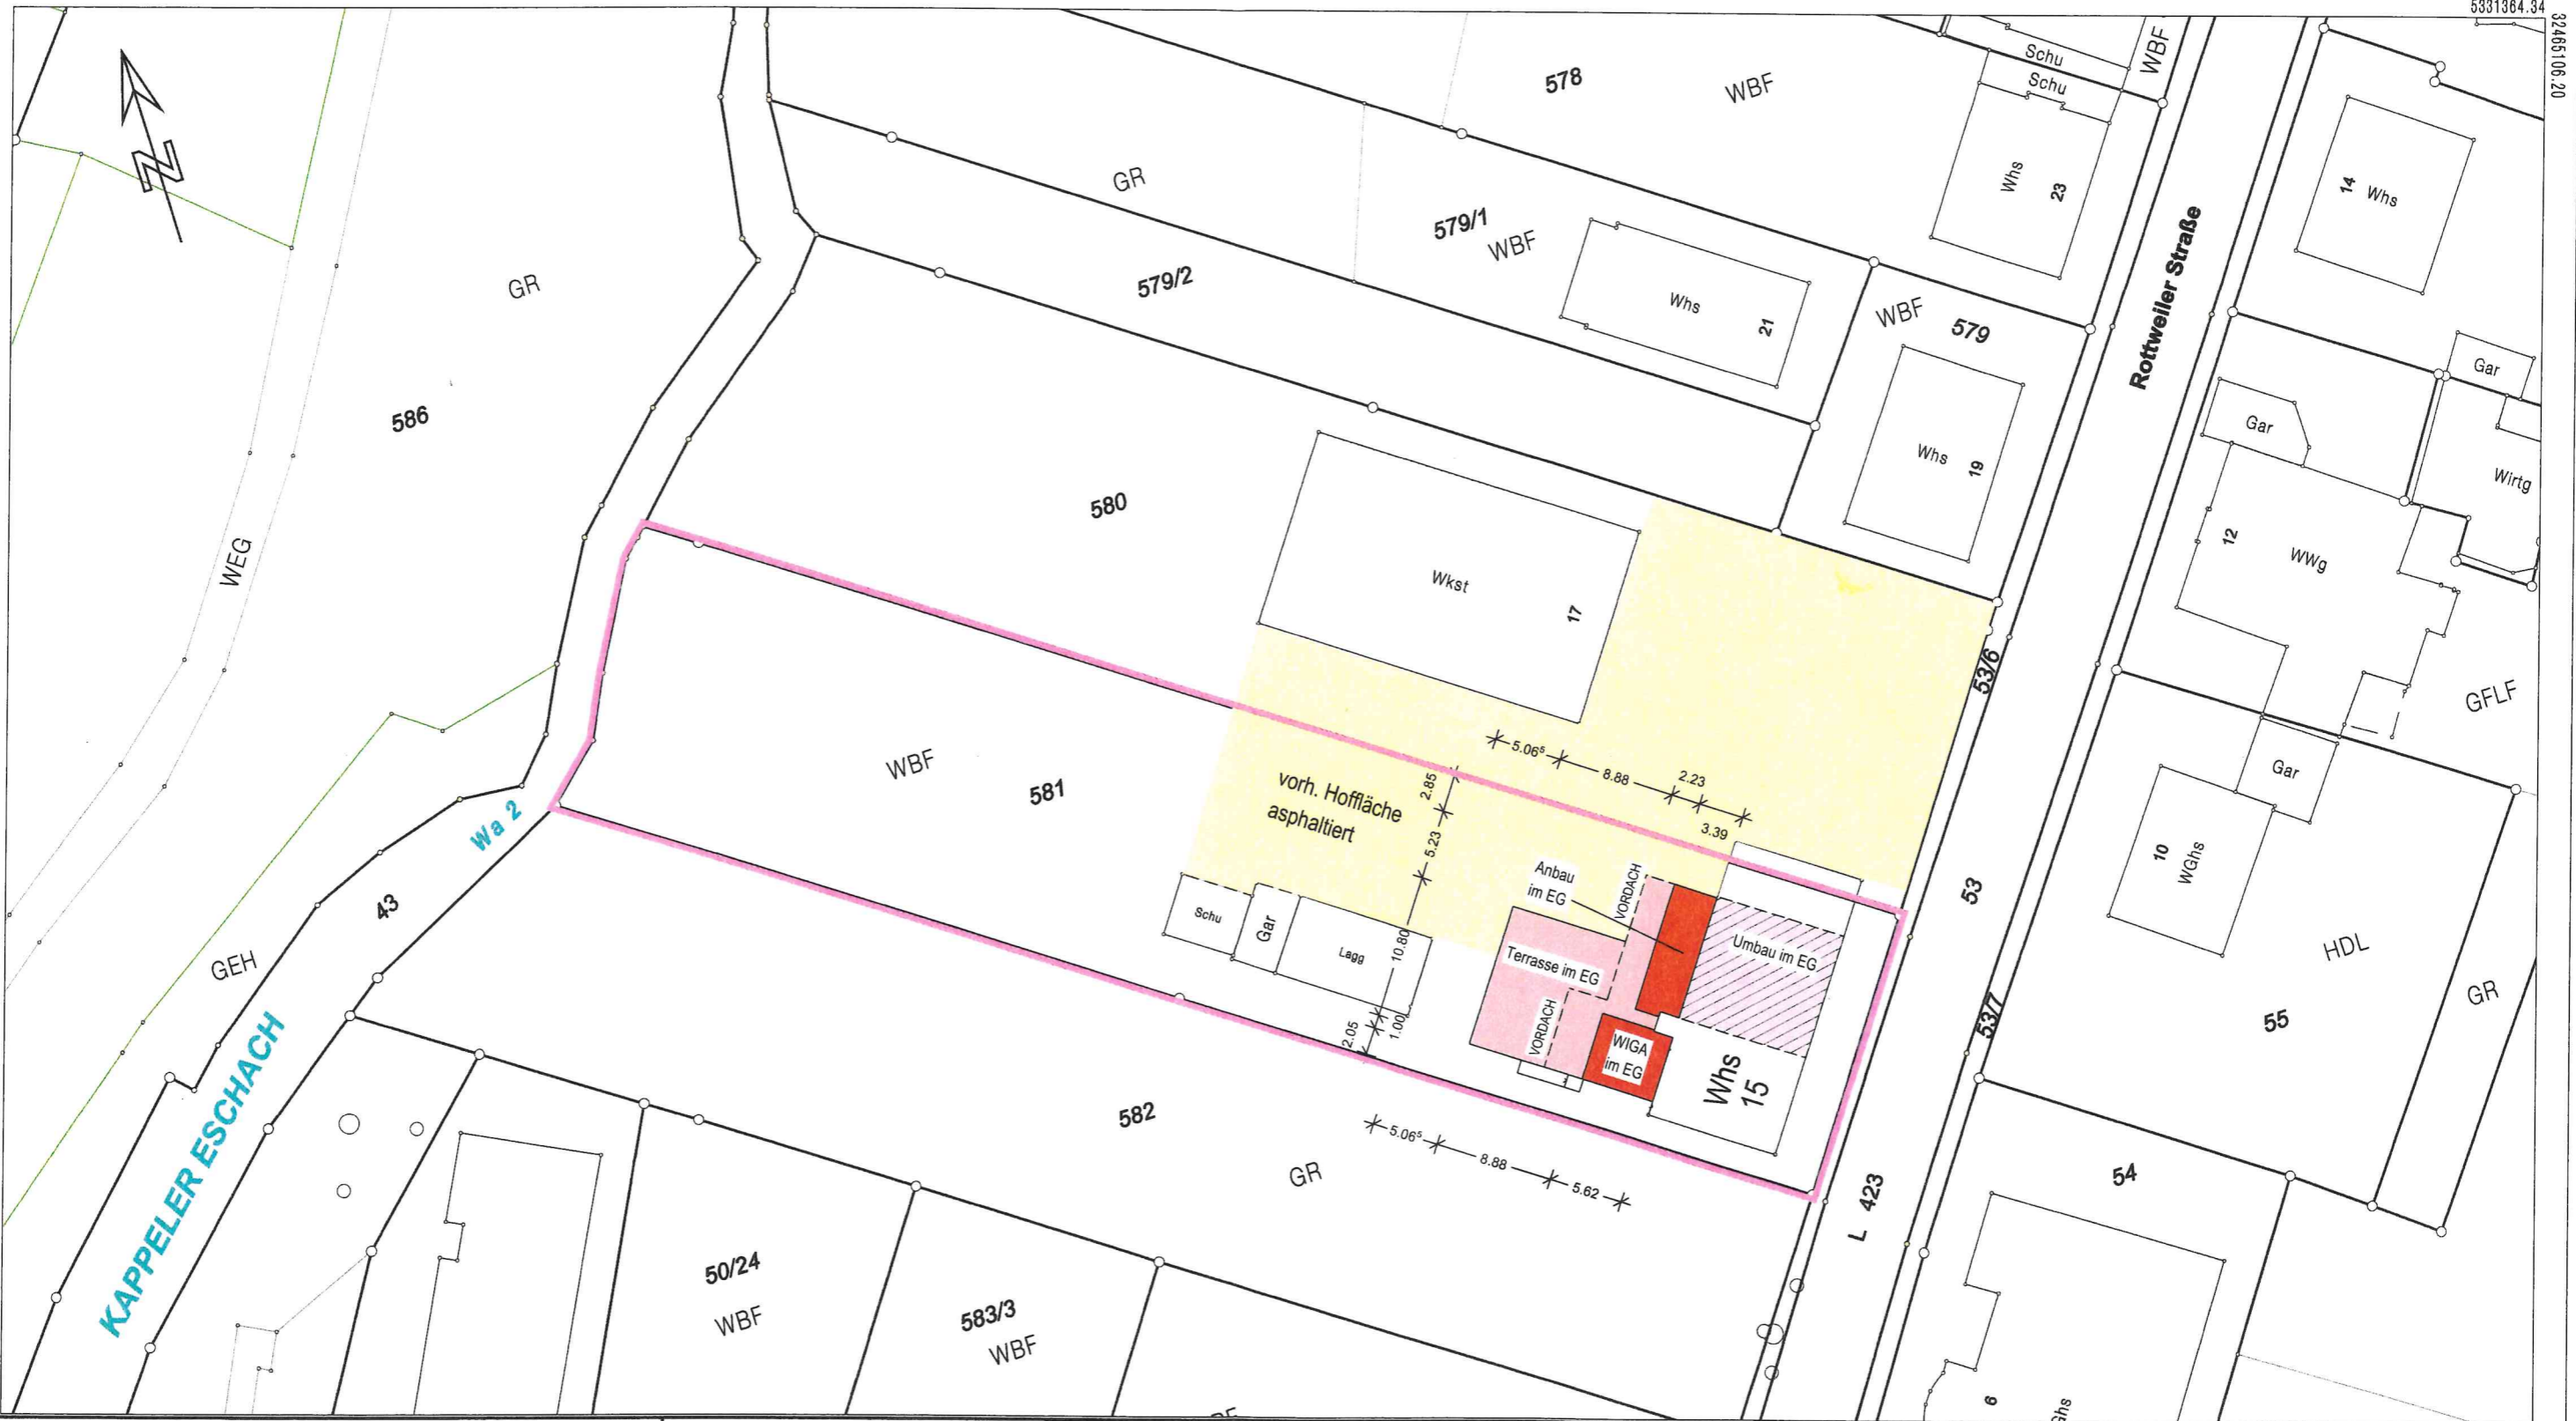 5331364.34
32465106.20
N
578
WBF
Schu
Schu
WBF
GR
579/1
WBF
Whs
23
14
Whs
GR
579/2
Whs
21
WBF
579
Rottweiler Straße
Gar
Gar
586
580
Whs
19
Wirtg
WEG
Wkst
17
12
WWg
53/6
GFLF
WBF
581
vorh. Hoffläche
asphaltiert
5.06⁵
8.88
2.23
3.39
2.85
5.23
10.80
1.00
2.05
Gar
10
WGhs
Wa 2
43
GEH
Schu
Gar
Lagg
Anbau
im EG
VORDACH
Terrasse im EG
VORDACH
WIGA
im EG
Umbau im EG
Whs
15
53
53/7
HDL
55
GR
KAPPELER ESCHACH
582
GR
5.06⁵
8.88
5.62
L 423
54
50/24
WBF
583/3
WBF
6